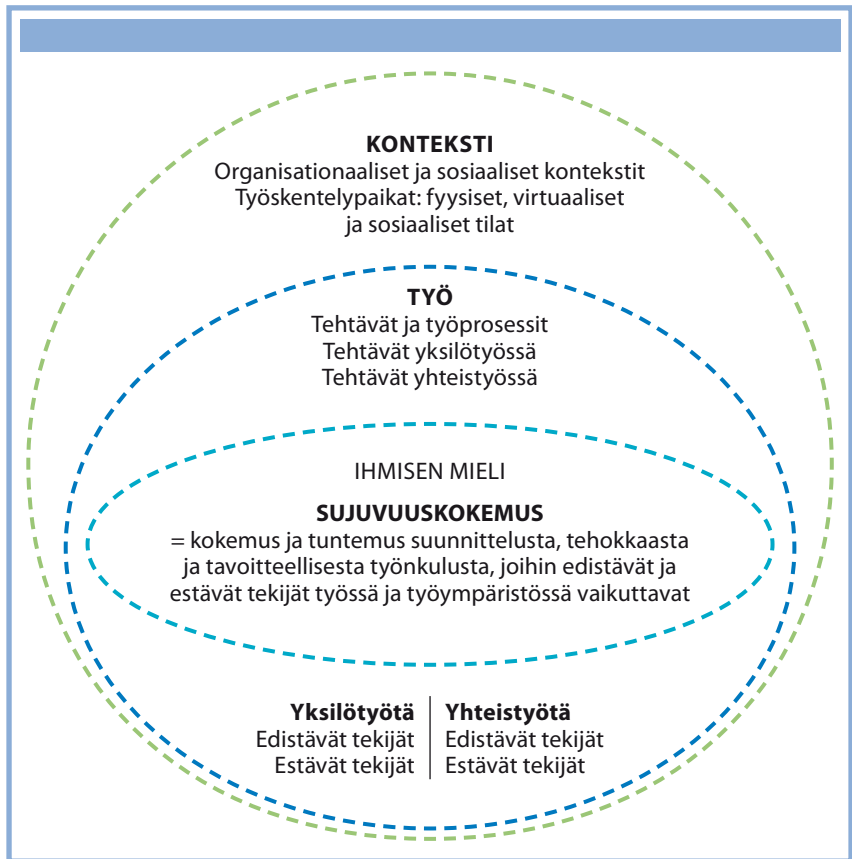 KONTEKSTI
Organisationaaliset ja sosiaaliset kontekstit
Työskentelypaikat: fyysiset, virtuaaliset
ja sosiaaliset tilat
TYÖ
Tehtävät ja työprosessit
Tehtävät yksilötyössä
Tehtävät yhteistyössä
IHMISEN MIELI
SUJUVUUSKOKEMUS
= kokemus ja tuntemus suunnittelusta, tehokkaasta
ja tavoitteellisesta työnkulusta, joihin edistävät ja
estävät tekijät työssä ja työympäristössä vaikuttavat
Yksilötyötä
Edistävät tekijät
Estävät tekijät
Yhteistyötä
Edistävät tekijät
Estävät tekijät